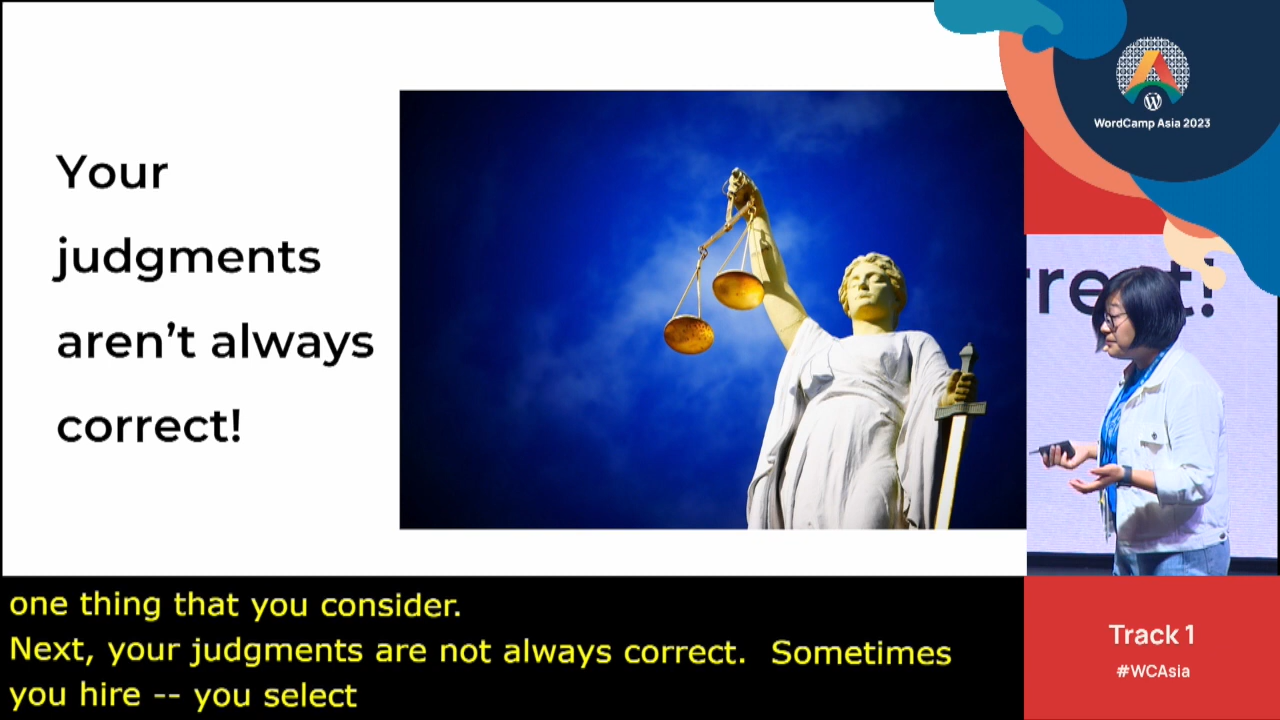 Your
judgments
aren’t always
correct!
WordCamp Asia 2023
one thing that you consider.
Next, your judgments are not always correct.  Sometimes
you hire -- you select
Track 1
#WCAsia